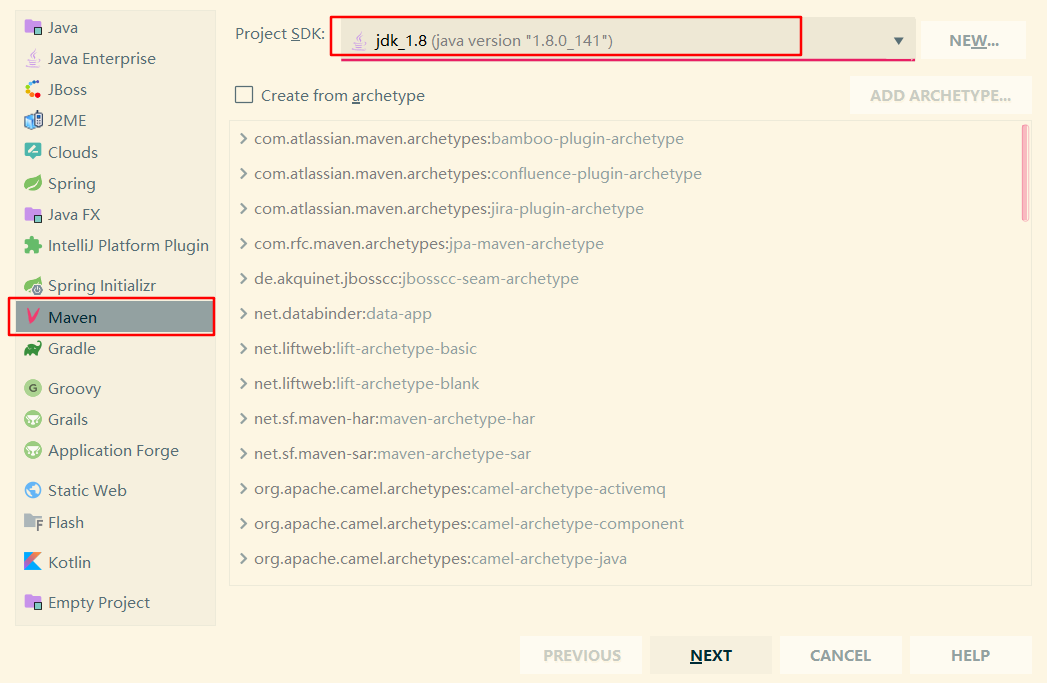 Java
Java Enterprise
JBoss
J2ME
Clouds
Spring
Java FX
IntelliJ Platform Plugin
Spring Initializr
Maven
Gradle
Groovy
Grails
Application Forge
Static Web
Flash
Kotlin
Empty Project
Project SDK: jdk_1.8 (java version "1.8.0_141") NEW...
Create from archetype ADD ARCHETYPE...
com.atlassian.maven.archetypes:bamboo-plugin-archetype
com.atlassian.maven.archetypes:confluence-plugin-archetype
com.atlassian.maven.archetypes:jira-plugin-archetype
com.rfc.maven.archetypes:jpa-maven-archetype
de.akquinet.jbosscc:jbosscc-seam-archetype
net.databinder:data-app
net.liftweb:lift-archetype-basic
net.liftweb:lift-archetype-blank
net.sf.maven-har:maven-archetype-har
net.sf.maven-sar:maven-archetype-sar
org.apache.camel.archetypes:camel-archetype-activemq
org.apache.camel.archetypes:camel-archetype-component
org.apache.camel.archetypes:camel-archetype-java
PREVIOUS NEXT CANCEL HELP